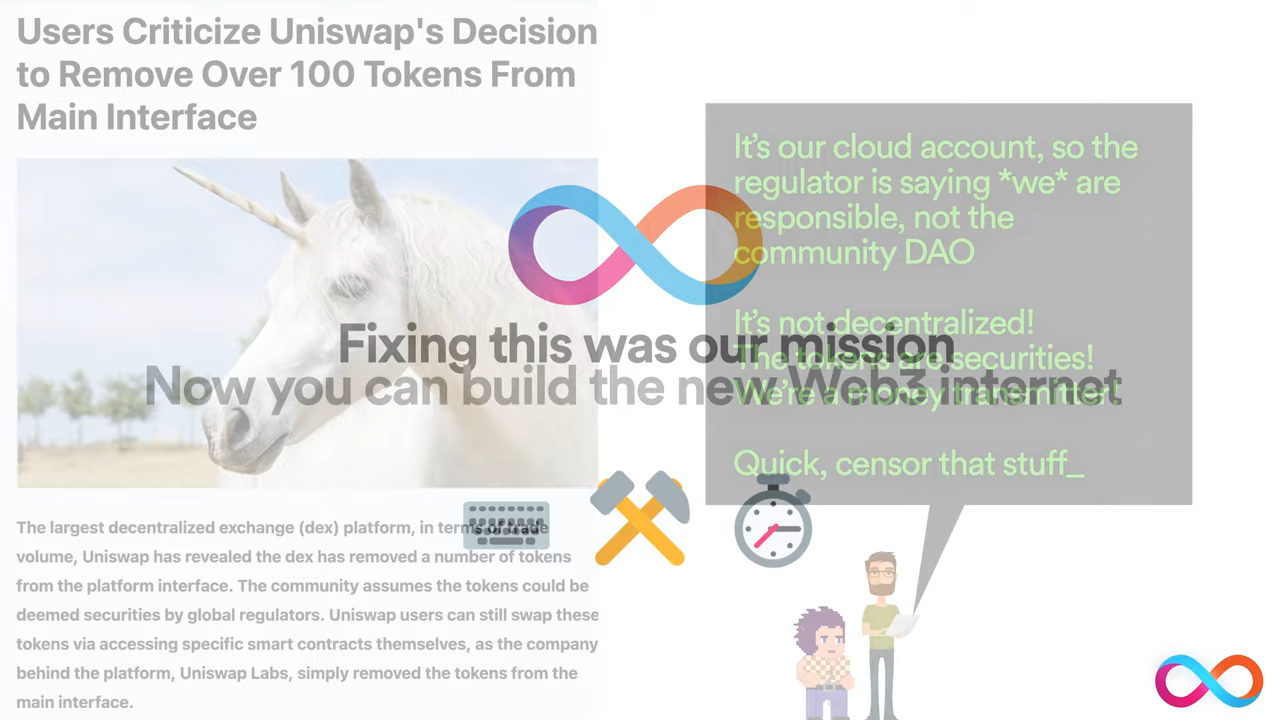 Users Criticize Uniswap's Decision
to Remove Over 100 Tokens From
Main Interface
It's our cloud account, so the
regulator is saying *we* are
responsible, not the
community DAO
It's not decentralized!
The tokens are securities!
We're a money transmitter!
Quick, censor that stuff_
Fixing this was our mission
Now you can build the new Web3 internet
The largest decentralized exchange (dex) platform, in terms of trade
volume, Uniswap has revealed the dex has removed a number of tokens
from the platform interface. The community assumes the tokens could be
deemed securities by global regulators. Uniswap users can still swap these
tokens via accessing specific smart contracts themselves, as the company
behind the platform, Uniswap Labs, simply removed the tokens from the
main interface.